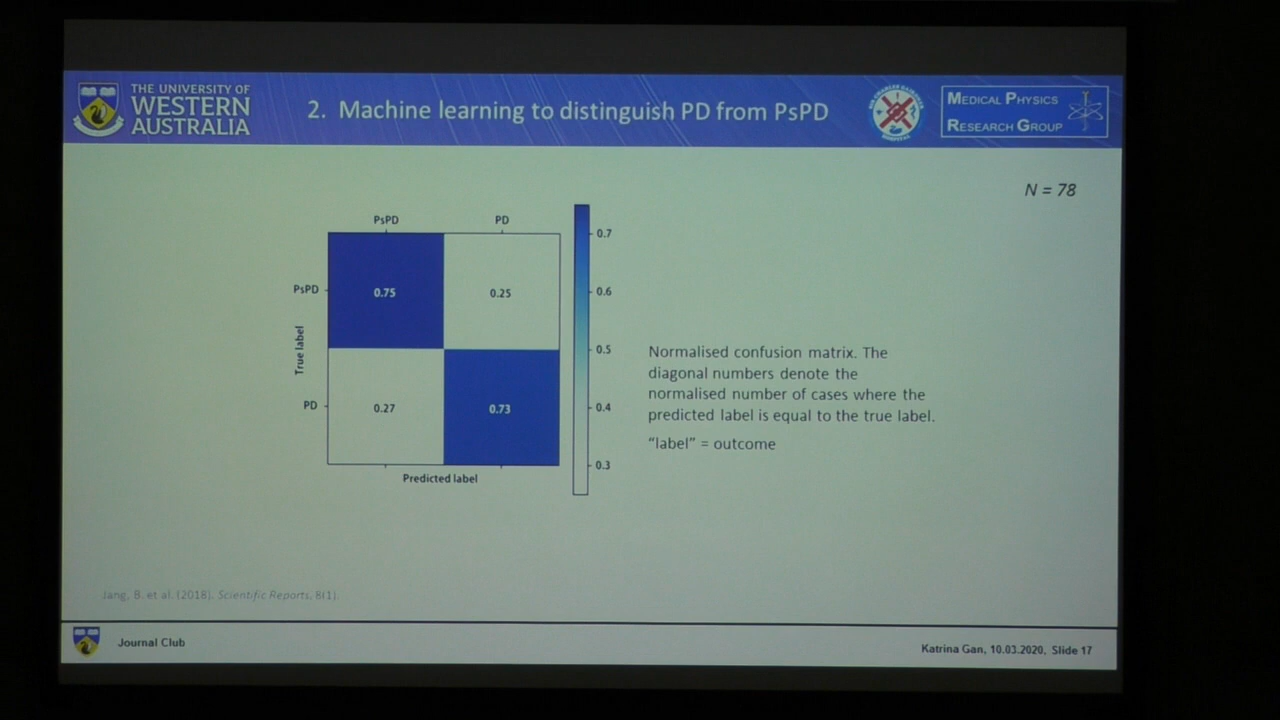 THE UNIVERSITY OF
WESTERN
AUSTRALIA
2. Machine learning to distinguish PD from PsPD
MEDICAL PHYSICS
RESEARCH GROUP
N = 78
PsPD PD
0.7
PsPD 0.75 0.25 0.6
True label
0.5
PD 0.27 0.73 0.4
0.3
Predicted label
Normalised confusion matrix. The
diagonal numbers denote the
normalised number of cases where the
predicted label is equal to the true label.
“label” = outcome
Jang, B. et al. (2018). Scientific Reports, 8(1).
Journal Club
Katrina Gan, 10.03.2020, Slide 17